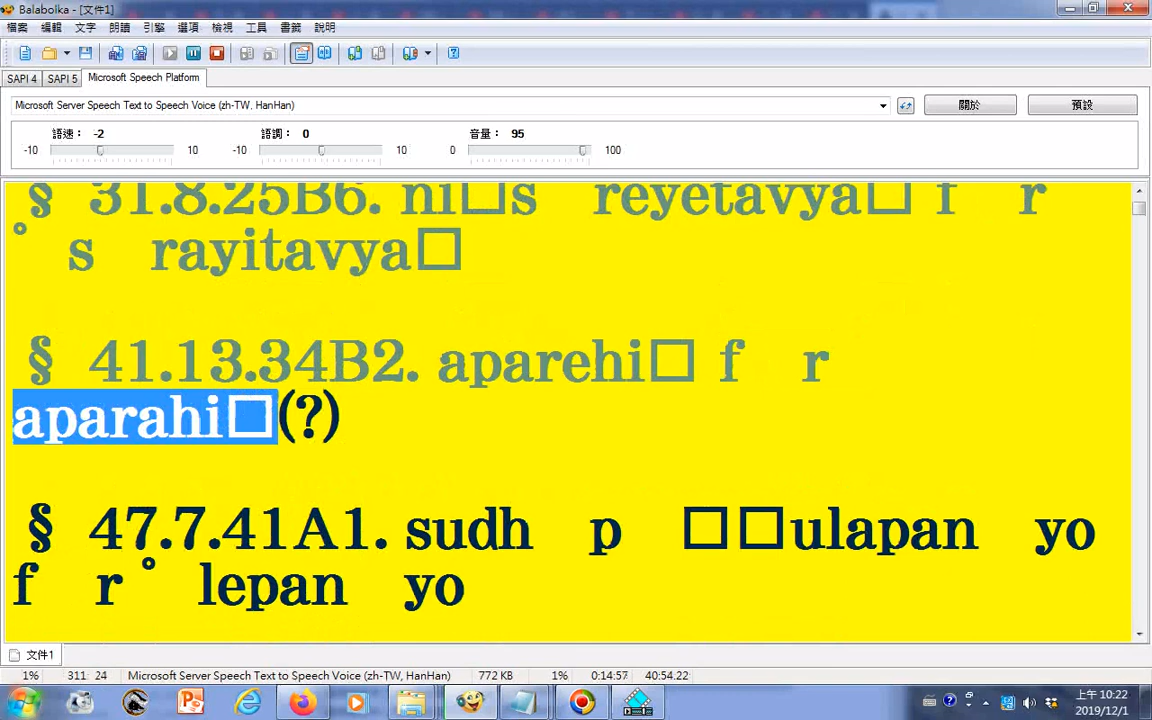 Balabolka - [文件1]
檔案 編輯 文字 朗讀 引擎 選項 檢視 工具 書籤 說明
SAPI 4 SAPI 5 Microsoft Speech Platform
Microsoft Server Speech Text to Speech Voice (zh-TW, HanHan) 關於 預設
語速： -2 語調： 0 音量： 95
-10 10 -10 10 0 100
§ 31.8.25B6. ni□s reyetavya□ f r
° s rayitavya□
§ 41.13.34B2. aparehi□ f r
aparahi□(?)
§ 47.7.41A1. sudh p □□ulapan yo
f r ° lepan yo
文件1
1% 311: 24 Microsoft Server Speech Text to Speech Voice (zh-TW, HanHan) 772 KB 1% 0:14:57 40:54.22
上午 10:22
2019/12/1